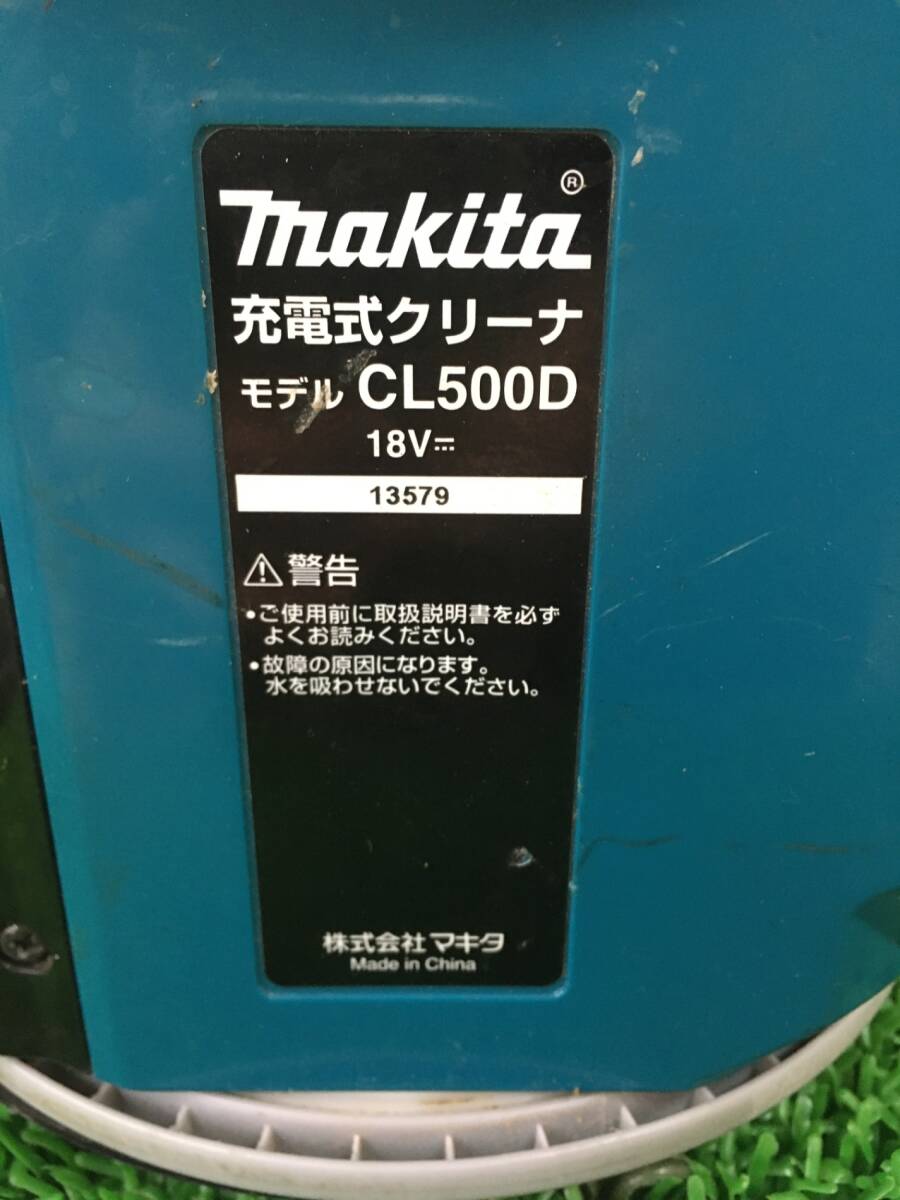 makita®
充電式クリーナ
モデル CL500D
18V⎓
13579
⚠警告
•ご使用前に取扱説明書を必ず
よくお読みください。
•故障の原因になります。
水を吸わせないでください。
株式会社マキタ
Made in China